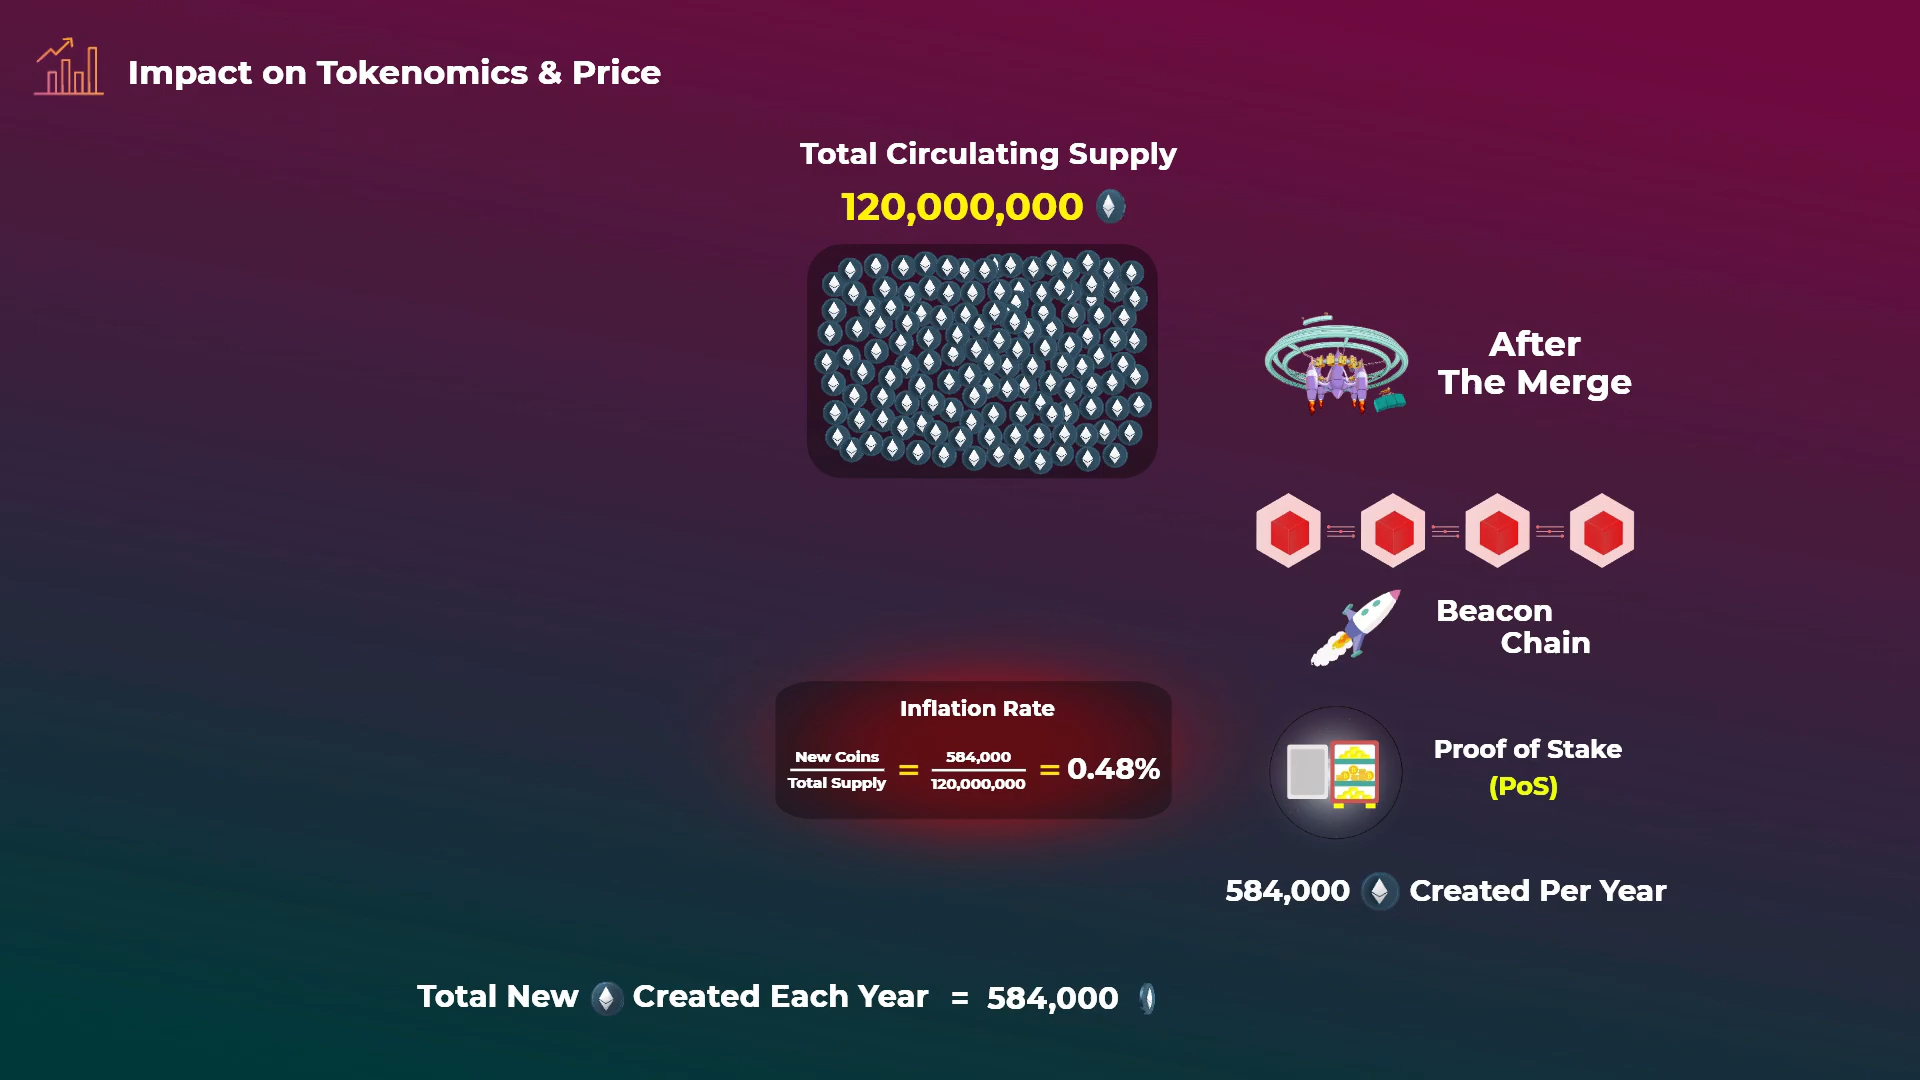 Impact on Tokenomics & Price
Total Circulating Supply
120,000,000
After
The Merge
Beacon
Chain
Inflation Rate
New Coins
Total Supply
=
584,000
120,000,000
= 0.48%
Proof of Stake
(PoS)
584,000 Created Per Year
Total New Created Each Year = 584,000